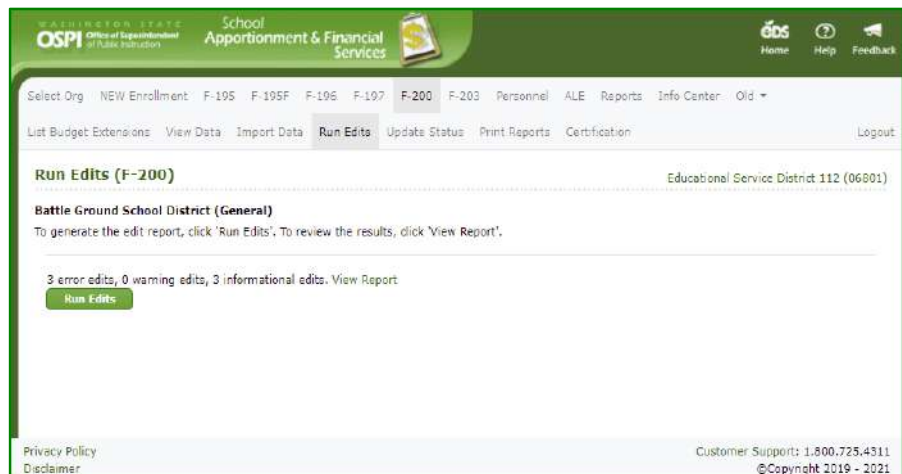 WASHINGTON STATE
OSPI Office of Superintendent of Public Instruction
School Apportionment & Financial Services
EDS Home
Help
Feedback
Select Org NEW Enrollment F-195 F-195F F-196 F-197 F-200 F-203 Personnel ALE Reports Info Center Old
List Budget Extensions View Data Import Data Run Edits Update Status Print Reports Certification Logout
Run Edits (F-200) Educational Service District 112 (06801)
Battle Ground School District (General)
To generate the edit report, click 'Run Edits'. To review the results, click 'View Report'.
3 error edits, 0 warning edits, 3 informational edits. View Report
Run Edits
Privacy Policy Customer Support: 1.800.725.4311
Disclaimer ©Copyright 2019 - 2021